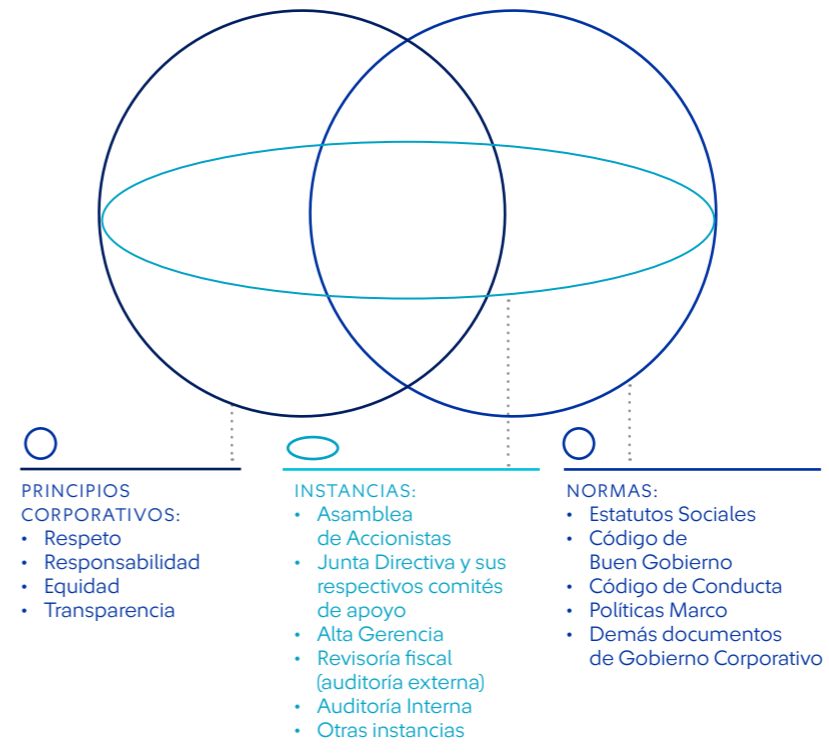 PRINCIPIOS
CORPORATIVOS:
• Respeto
• Responsabilidad
• Equidad
• Transparencia
INSTANCIAS:
• Asamblea
de Accionistas
• Junta Directiva y sus
respectivos comités
de apoyo
• Alta Gerencia
• Revisoría fiscal
(auditoría externa)
• Auditoría Interna
• Otras instancias
NORMAS:
• Estatutos Sociales
• Código de
Buen Gobierno
• Código de Conducta
• Políticas Marco
• Demás documentos
de Gobierno Corporativo